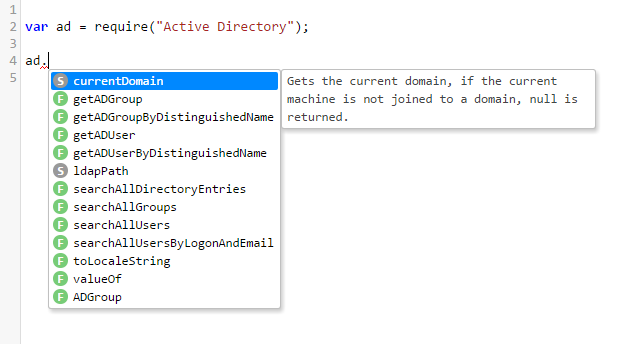 1
2 var ad = require("Active Directory");
3
4 ad.
5
S currentDomain
F getADGroup
F getADGroupByDistinguishedName
F getADUser
F getADUserByDistinguishedName
S ldapPath
F searchAllDirectoryEntries
F searchAllGroups
F searchAllUsers
F searchAllUsersByLogonAndEmail
F toLocaleString
F valueOf
F ADGroup
Gets the current domain, if the current
machine is not joined to a domain, null is
returned.